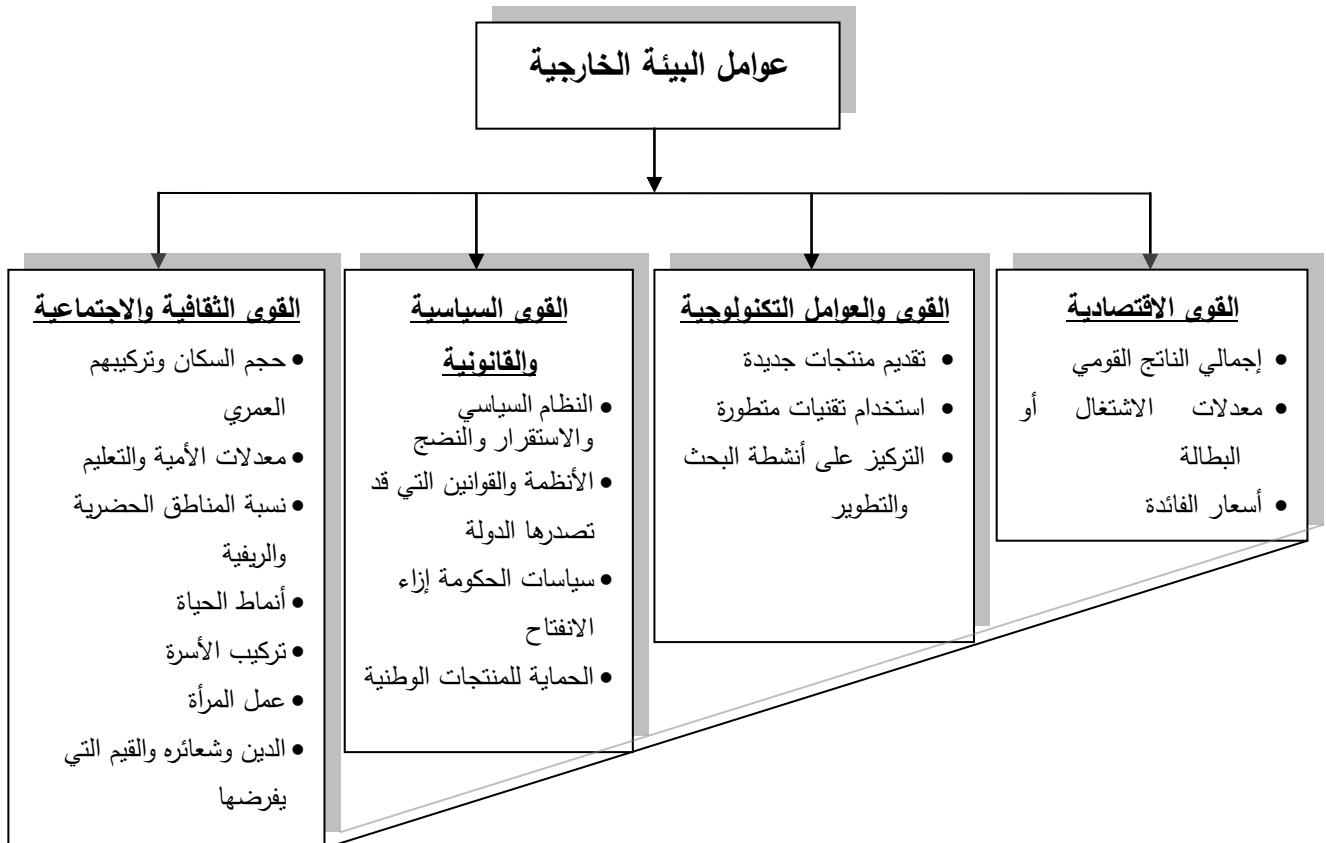 عوامل البيئة الخارجية
القوى الاقتصادية
• إجمالي الناتج القومي
• معدلات الاشتغال أو
البطالة
• أسعار الفائدة
القوى والعوامل التكنولوجية
• تقديم منتجات جديدة
• استخدام تقنيات متطورة
• التركيز على أنشطة البحث
والتطوير
القوى السياسية
والقانونية
• النظام السياسي
والاستقرار والنضج
• الأنظمة والقوانين التي قد
تصدرها الدولة
• سياسات الحكومة إزاء
الانفتاح
• الحماية للمنتجات الوطنية
القوى الثقافية والاجتماعية
• حجم السكان وتركيبهم
العمري
• معدلات الأمية والتعليم
• نسبة المناطق الحضرية
والريفية
• أنماط الحياة
• تركيب الأسرة
• عمل المرأة
• الدين وشعائره والقيم التي
يفرضها